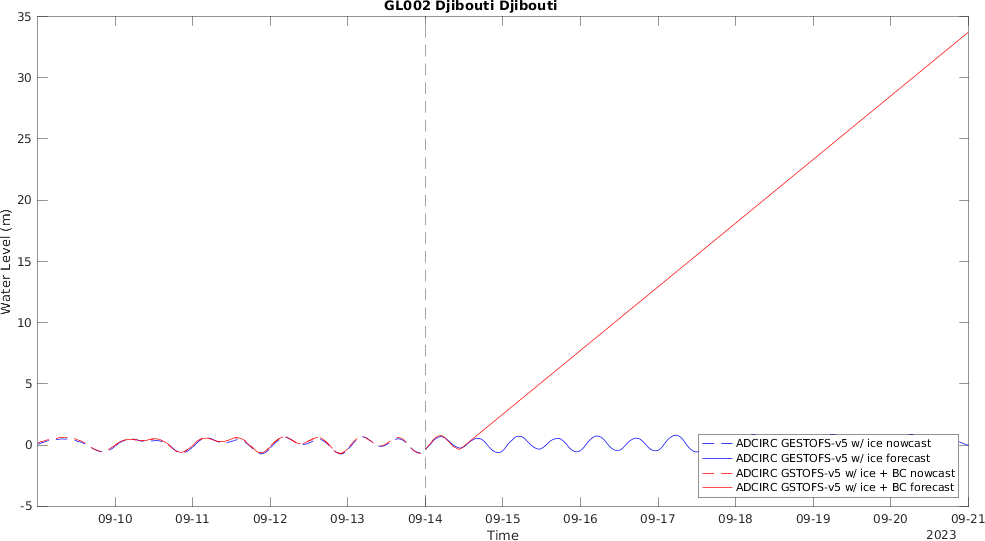 GL002 Djibouti Djibouti
35
30
25
20
15
10
5
0
-5
Water Level (m)
ADCIRC GESTOFS-v5 w/ ice nowcast
ADCIRC GESTOFS-v5 w/ ice forecast
ADCIRC GSTOFS-v5 w/ ice + BC nowcast
ADCIRC GSTOFS-v5 w/ ice + BC forecast
09-10 09-11 09-12 09-13 09-14 09-15 09-16 09-17 09-18 09-19 09-20 09-21
Time
2023